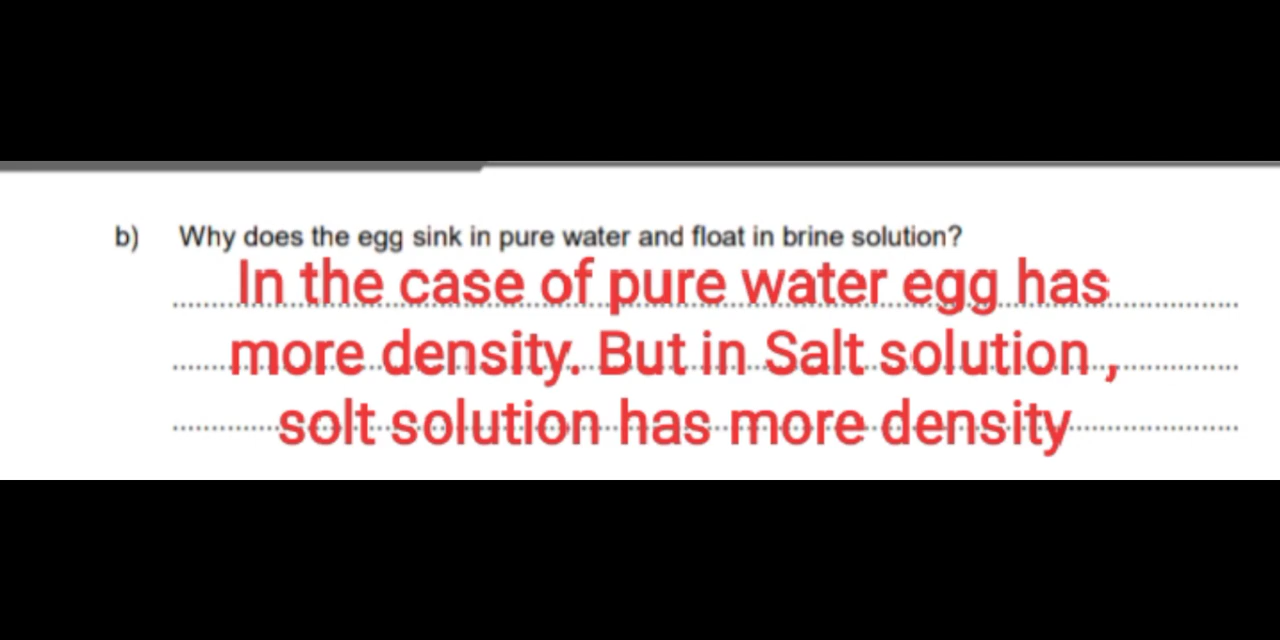 b) Why does the egg sink in pure water and float in brine solution?
In the case of pure water egg has
more density. But in Salt solution ,
solt solution has more density